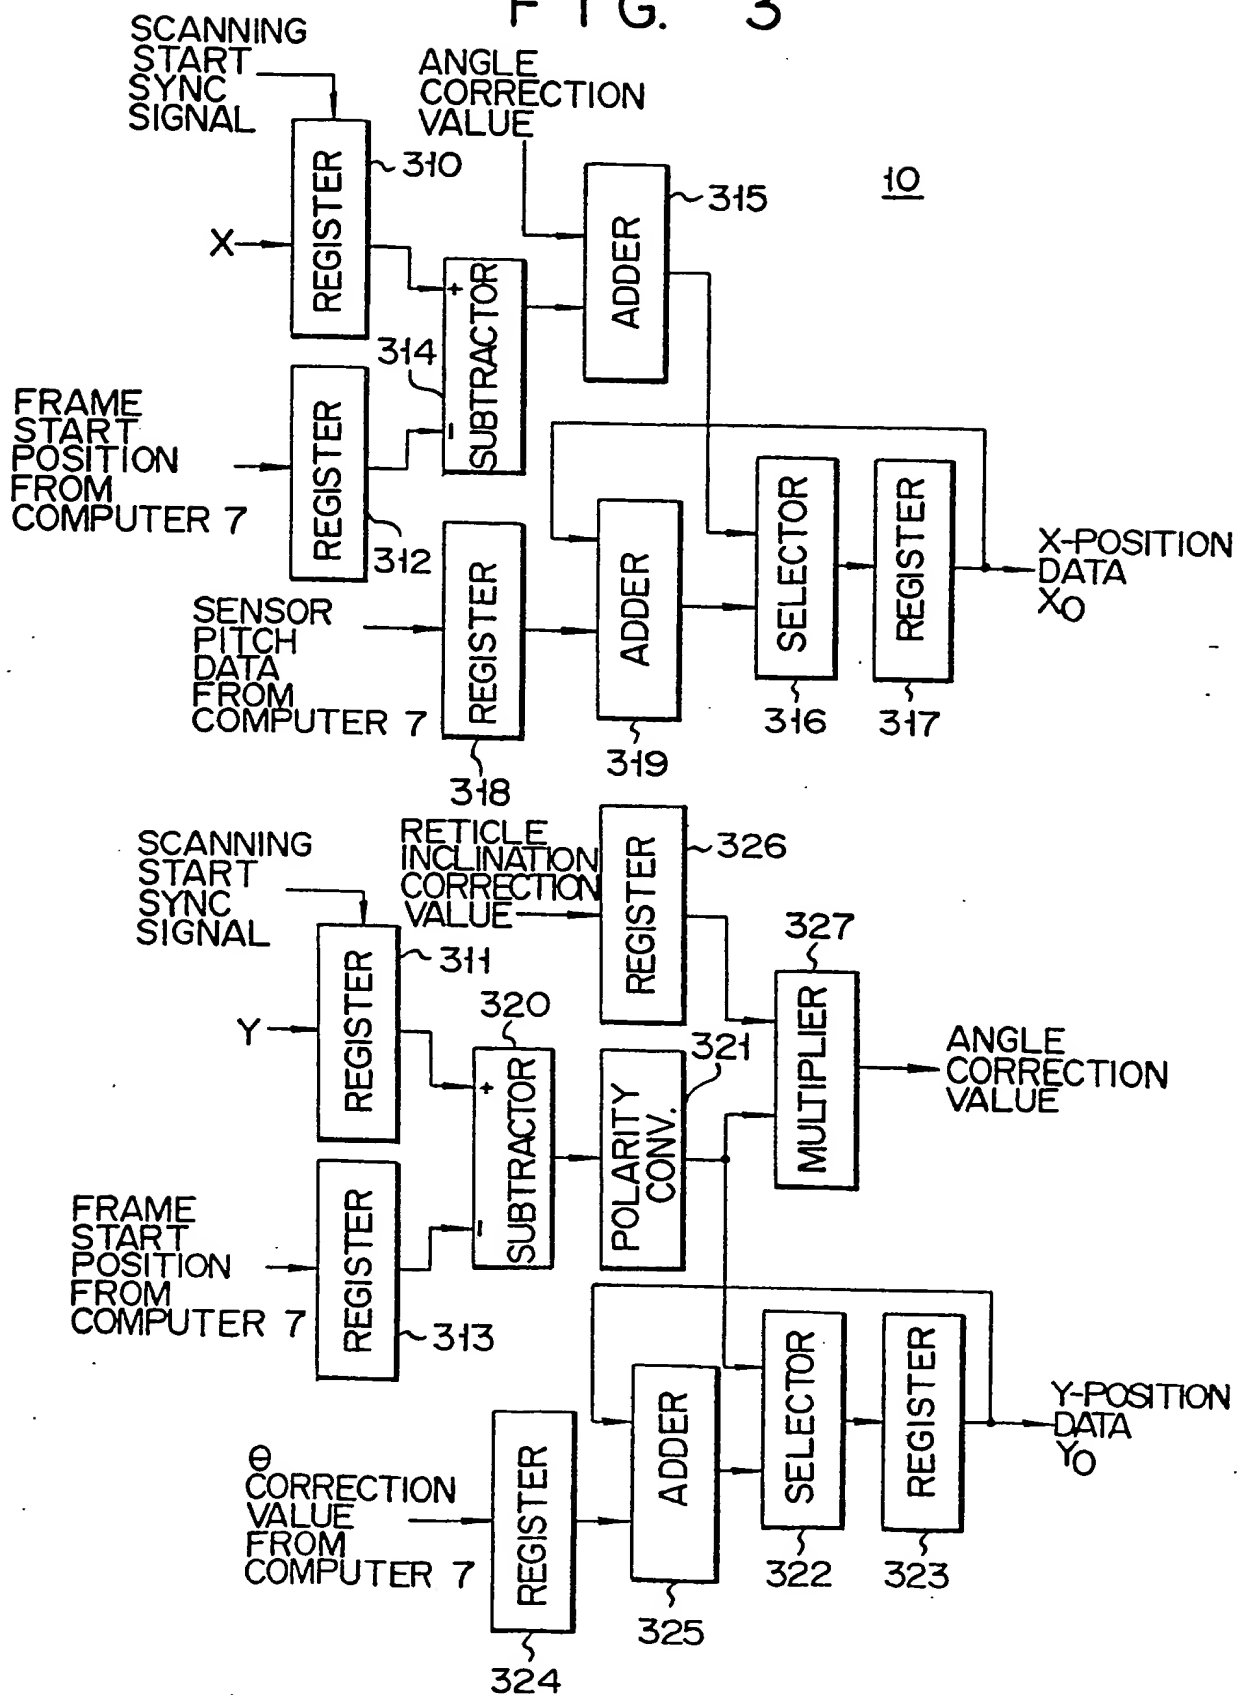 FIG. 3
SCANNING
START
SYNC
SIGNAL
ANGLE
CORRECTION
VALUE
10
X
REGISTER
310
ADDER
315
SUBTRACTOR
+
-
314
FRAME
START
POSITION
FROM
COMPUTER 7
REGISTER
312
SENSOR
PITCH
DATA
FROM
COMPUTER 7
REGISTER
318
ADDER
319
SELECTOR
316
REGISTER
317
X-POSITION
DATA
X0
SCANNING
START
SYNC
SIGNAL
RETICLE
INCLINATION
CORRECTION
VALUE
REGISTER
326
Y
REGISTER
311
320
SUBTRACTOR
+
-
POLARITY
CONV.
321
327
MULTIPLIER
ANGLE
CORRECTION
VALUE
FRAME
START
POSITION
FROM
COMPUTER 7
REGISTER
313
θ
CORRECTION
VALUE
FROM
COMPUTER 7
REGISTER
324
ADDER
325
SELECTOR
322
REGISTER
323
Y-POSITION
DATA
Y0